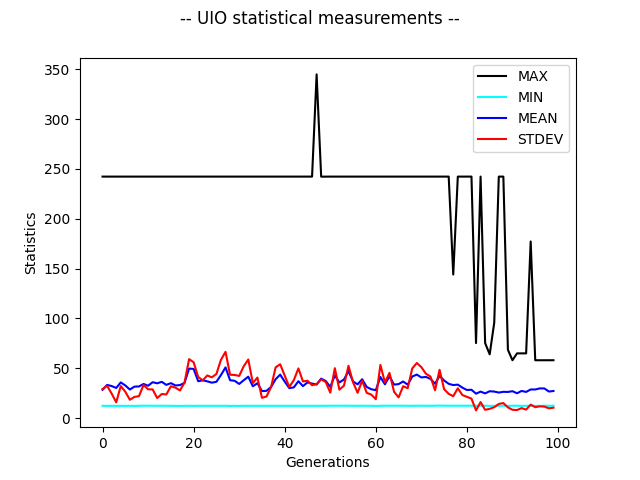 -- UIO statistical measurements --
350
300
250
200
150
100
50
0
Statistics
MAX
MIN
MEAN
STDEV
0 20 40 60 80 100
Generations